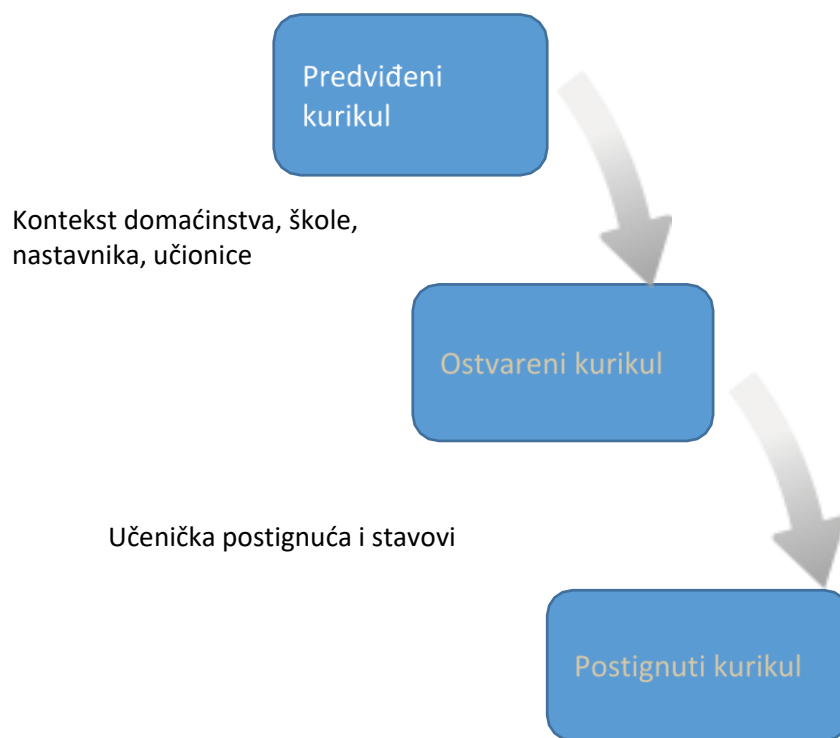 Predviđeni
kurikul
Kontekst domaćinstva, škole,
nastavnika, učionice
Ostvareni kurikul
Učenička postignuća i stavovi
Postignuti kurikul